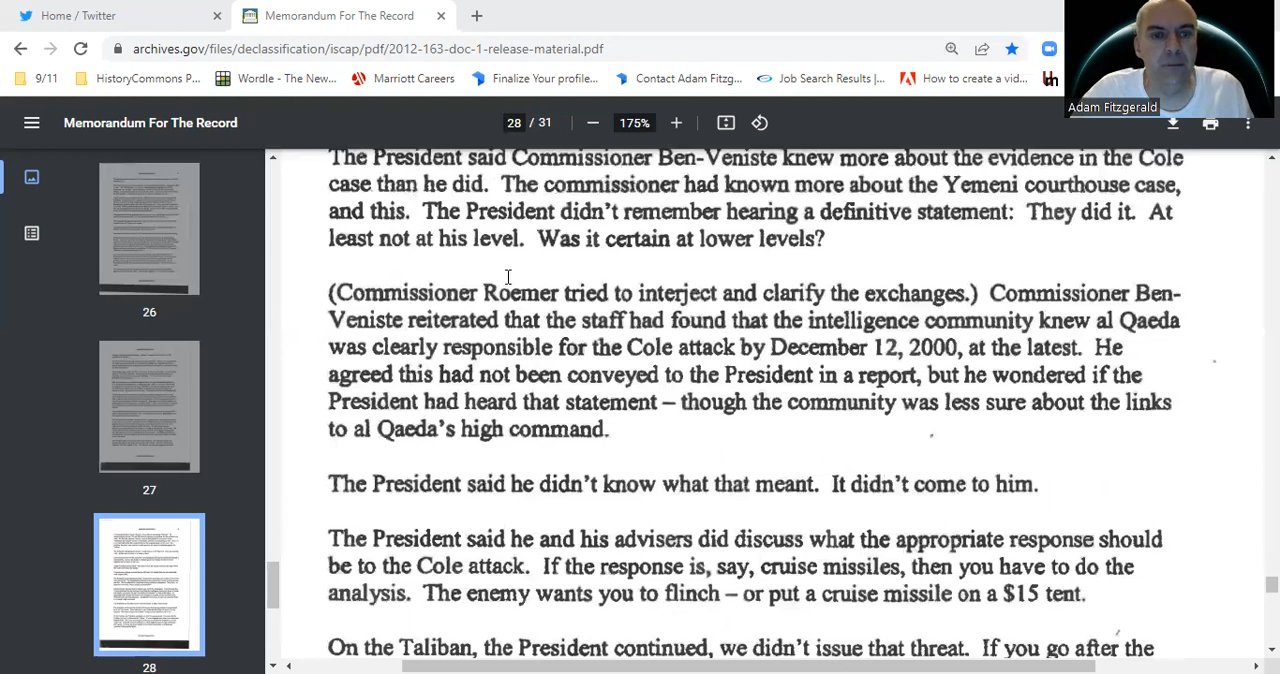 Home / Twitter
Memorandum For The Record
archives.gov/files/declassification/iscap/pdf/2012-163-doc-1-release-material.pdf
9/11
HistoryCommons P...
Wordle - The New...
Marriott Careers
Finalize Your profile...
Contact Adam Fitzg...
Job Search Results |...
How to create a vid...
Adam Fitzgerald
Memorandum For The Record
28 / 31
175%
26
27
28
The President said Commissioner Ben-Veniste knew more about the evidence in the Cole
case than he did. The commissioner had known more about the Yemeni courthouse case,
and this. The President didn't remember hearing a definitive statement: They did it. At
least not at his level. Was it certain at lower levels?
(Commissioner Roemer tried to interject and clarify the exchanges.) Commissioner Ben-
Veniste reiterated that the staff had found that the intelligence community knew al Qaeda
was clearly responsible for the Cole attack by December 12, 2000, at the latest. He
agreed this had not been conveyed to the President in a report, but he wondered if the
President had heard that statement – though the community was less sure about the links
to al Qaeda's high command.
The President said he didn't know what that meant. It didn't come to him.
The President said he and his advisers did discuss what the appropriate response should
be to the Cole attack. If the response is, say, cruise missiles, then you have to do the
analysis. The enemy wants you to flinch – or put a cruise missile on a $15 tent.
On the Taliban, the President continued, we didn't issue that threat. If you go after the